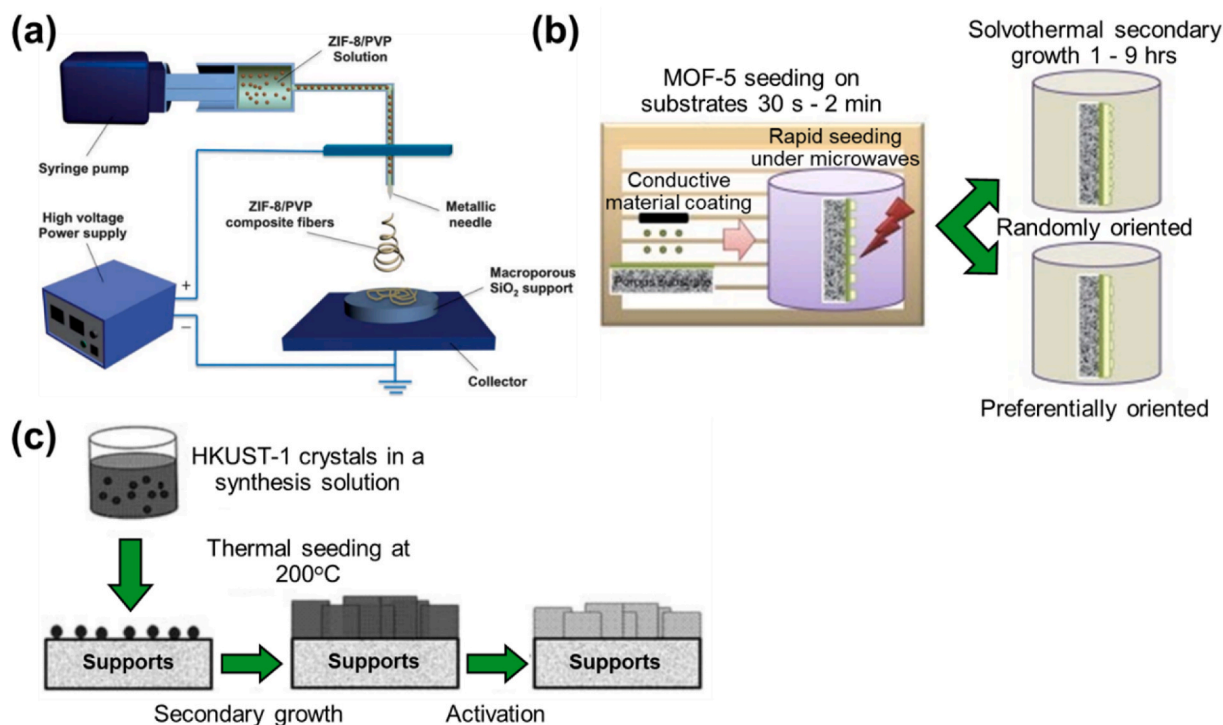 (a)
ZIF-8/PVP
Solution
Syringe pump
Metallic
needle
ZIF-8/PVP
composite fibers
High voltage
Power supply
+
−
Macroporous
SiO₂ support
Collector
(b)
MOF-5 seeding on
substrates 30 s - 2 min
Rapid seeding
under microwaves
Conductive
material coating
Porous substrate
Solvothermal secondary
growth 1 - 9 hrs
Randomly oriented
Preferentially oriented
(c)
HKUST-1 crystals in a
synthesis solution
Thermal seeding at
200°C
Supports
Supports
Supports
Secondary growth
Activation